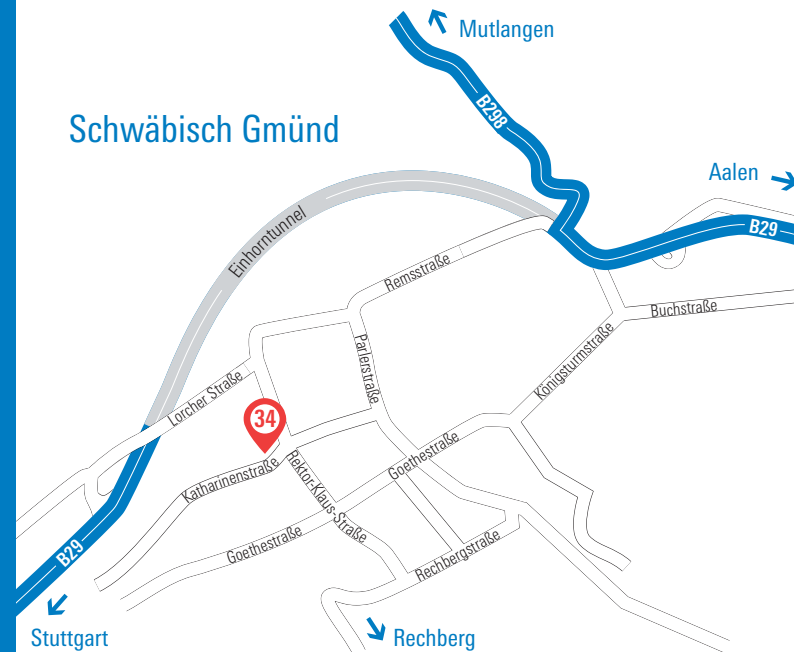 Mutlangen
B298
Schwäbisch Gmünd
Aalen
B29
Einhorntunnel
Remsstraße
Buchstraße
Parlerstraße
Königsturmstraße
Lorcher Straße
34
Goethestraße
Katharinenstraße
Rektor-Klaus-Straße
Goethestraße
Rechbergstraße
B29
Stuttgart
Rechberg